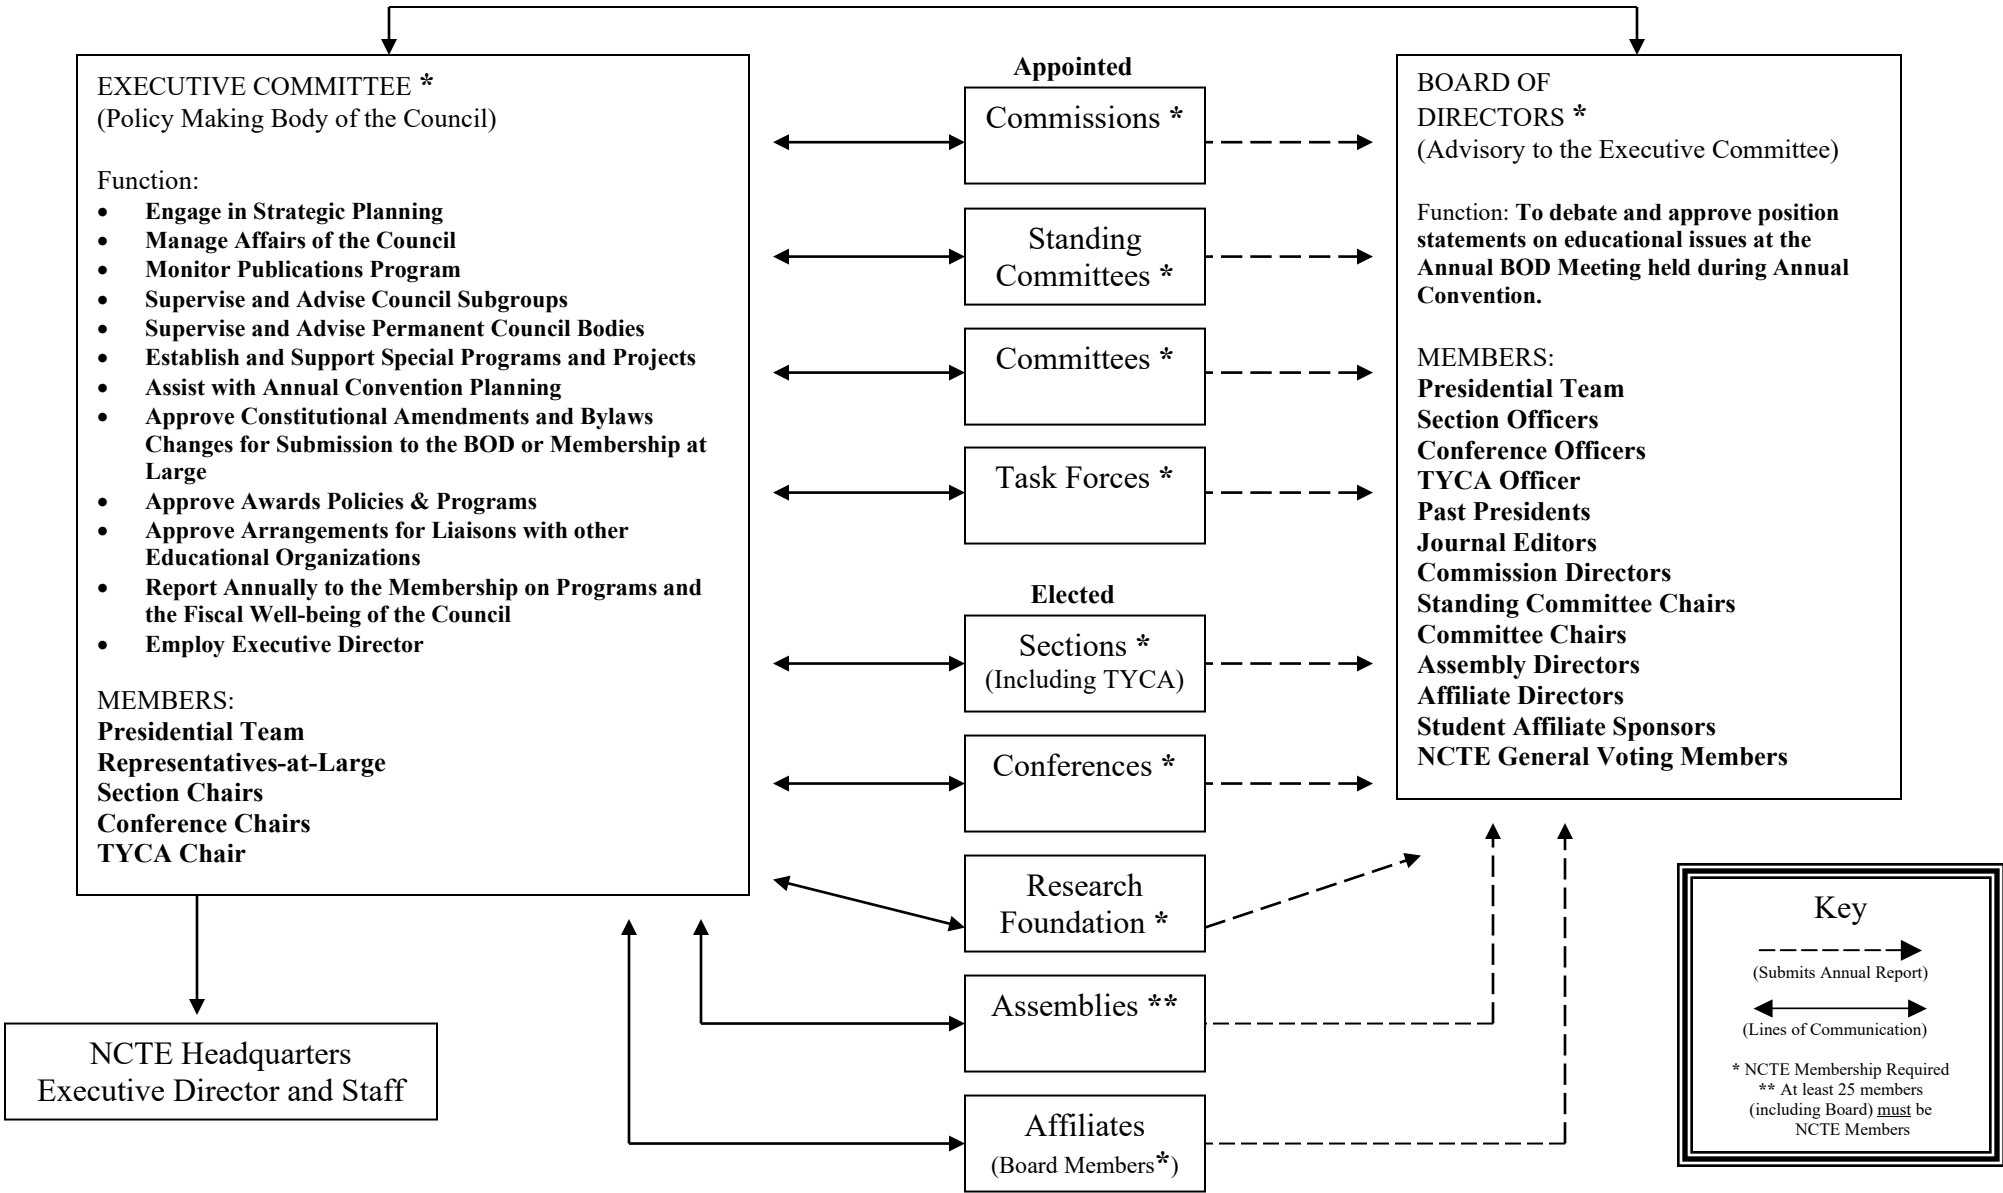 EXECUTIVE COMMITTEE *
(Policy Making Body of the Council)
Function:
• Engage in Strategic Planning
• Manage Affairs of the Council
• Monitor Publications Program
• Supervise and Advise Council Subgroups
• Supervise and Advise Permanent Council Bodies
• Establish and Support Special Programs and Projects
• Assist with Annual Convention Planning
• Approve Constitutional Amendments and Bylaws
Changes for Submission to the BOD or Membership at
Large
• Approve Awards Policies & Programs
• Approve Arrangements for Liaisons with other
Educational Organizations
• Report Annually to the Membership on Programs and
the Fiscal Well-being of the Council
• Employ Executive Director
MEMBERS:
Presidential Team
Representatives-at-Large
Section Chairs
Conference Chairs
TYCA Chair
NCTE Headquarters
Executive Director and Staff
Appointed
Commissions *
Standing
Committees *
Committees *
Task Forces *
Elected
Sections *
(Including TYCA)
Conferences *
Research
Foundation *
Assemblies **
Affiliates
(Board Members*)
BOARD OF
DIRECTORS *
(Advisory to the Executive Committee)
Function: To debate and approve position
statements on educational issues at the
Annual BOD Meeting held during Annual
Convention.
MEMBERS:
Presidential Team
Section Officers
Conference Officers
TYCA Officer
Past Presidents
Journal Editors
Commission Directors
Standing Committee Chairs
Committee Chairs
Assembly Directors
Affiliate Directors
Student Affiliate Sponsors
NCTE General Voting Members
Key
(Submits Annual Report)
(Lines of Communication)
* NCTE Membership Required
** At least 25 members
(including Board) must be
NCTE Members